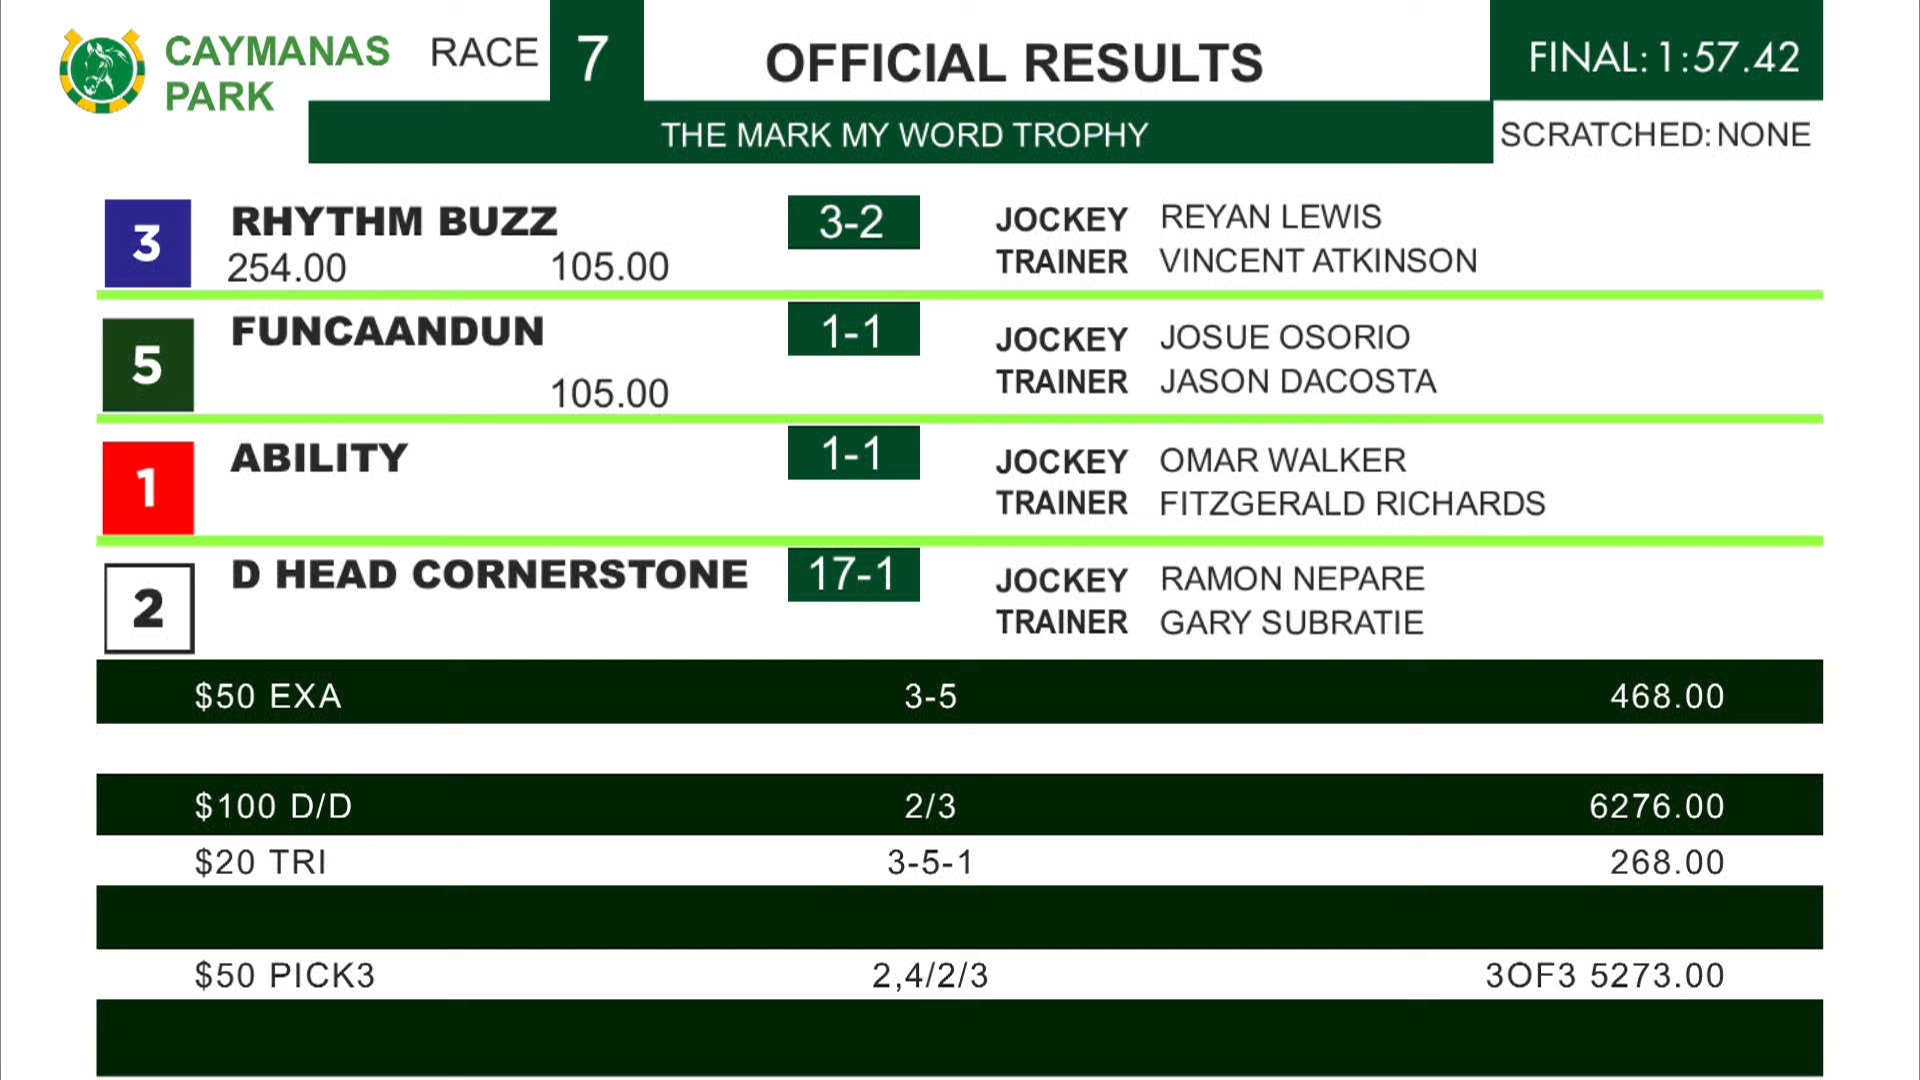 CAYMANAS
PARK
RACE 7
OFFICIAL RESULTS
FINAL: 1:57.42
THE MARK MY WORD TROPHY
SCRATCHED: NONE
3 RHYTHM BUZZ 3-2 JOCKEY REYAN LEWIS
254.00 105.00 TRAINER VINCENT ATKINSON
5 FUNCAANDUN 1-1 JOCKEY JOSUE OSORIO
105.00 TRAINER JASON DACOSTA
1 ABILITY 1-1 JOCKEY OMAR WALKER
TRAINER FITZGERALD RICHARDS
2 D HEAD CORNERSTONE 17-1 JOCKEY RAMON NEPARE
TRAINER GARY SUBRATIE
$50 EXA 3-5 468.00
$100 D/D 2/3 6276.00
$20 TRI 3-5-1 268.00
$50 PICK3 2,4/2/3 3OF3 5273.00